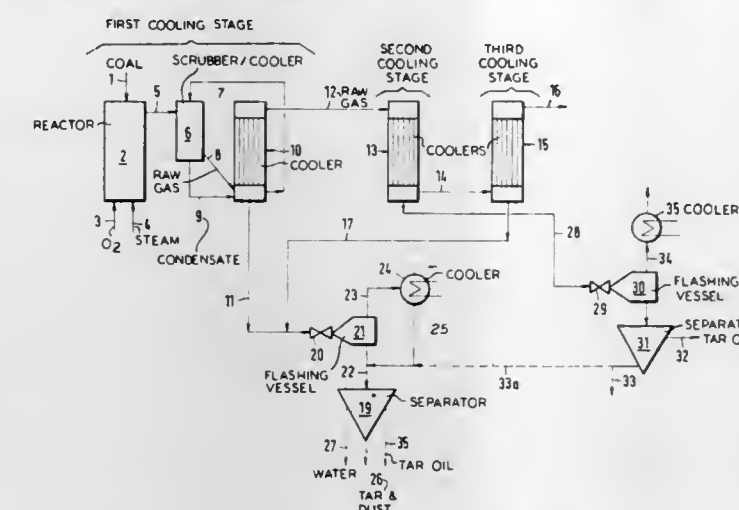 FIRST COOLING STAGE
COAL
1
SCRUBBER/COOLER
5
7
REACTOR
2
6
8
RAW
GAS
3
O2
4
STEAM
9
CONDENSATE
10
COOLER
11
12
RAW
GAS
SECOND
COOLING
STAGE
THIRD
COOLING
STAGE
16
13
COOLERS
15
14
17
28
35 COOLER
34
29
30
FLASHING
VESSEL
31
SEPARAT
TAR O
32
33
33a
24
COOLER
23
25
20
21
FLASHING
VESSEL
22
19
SEPARATOR
27
WATER
26
TAR &
DUST
35
TAR OIL